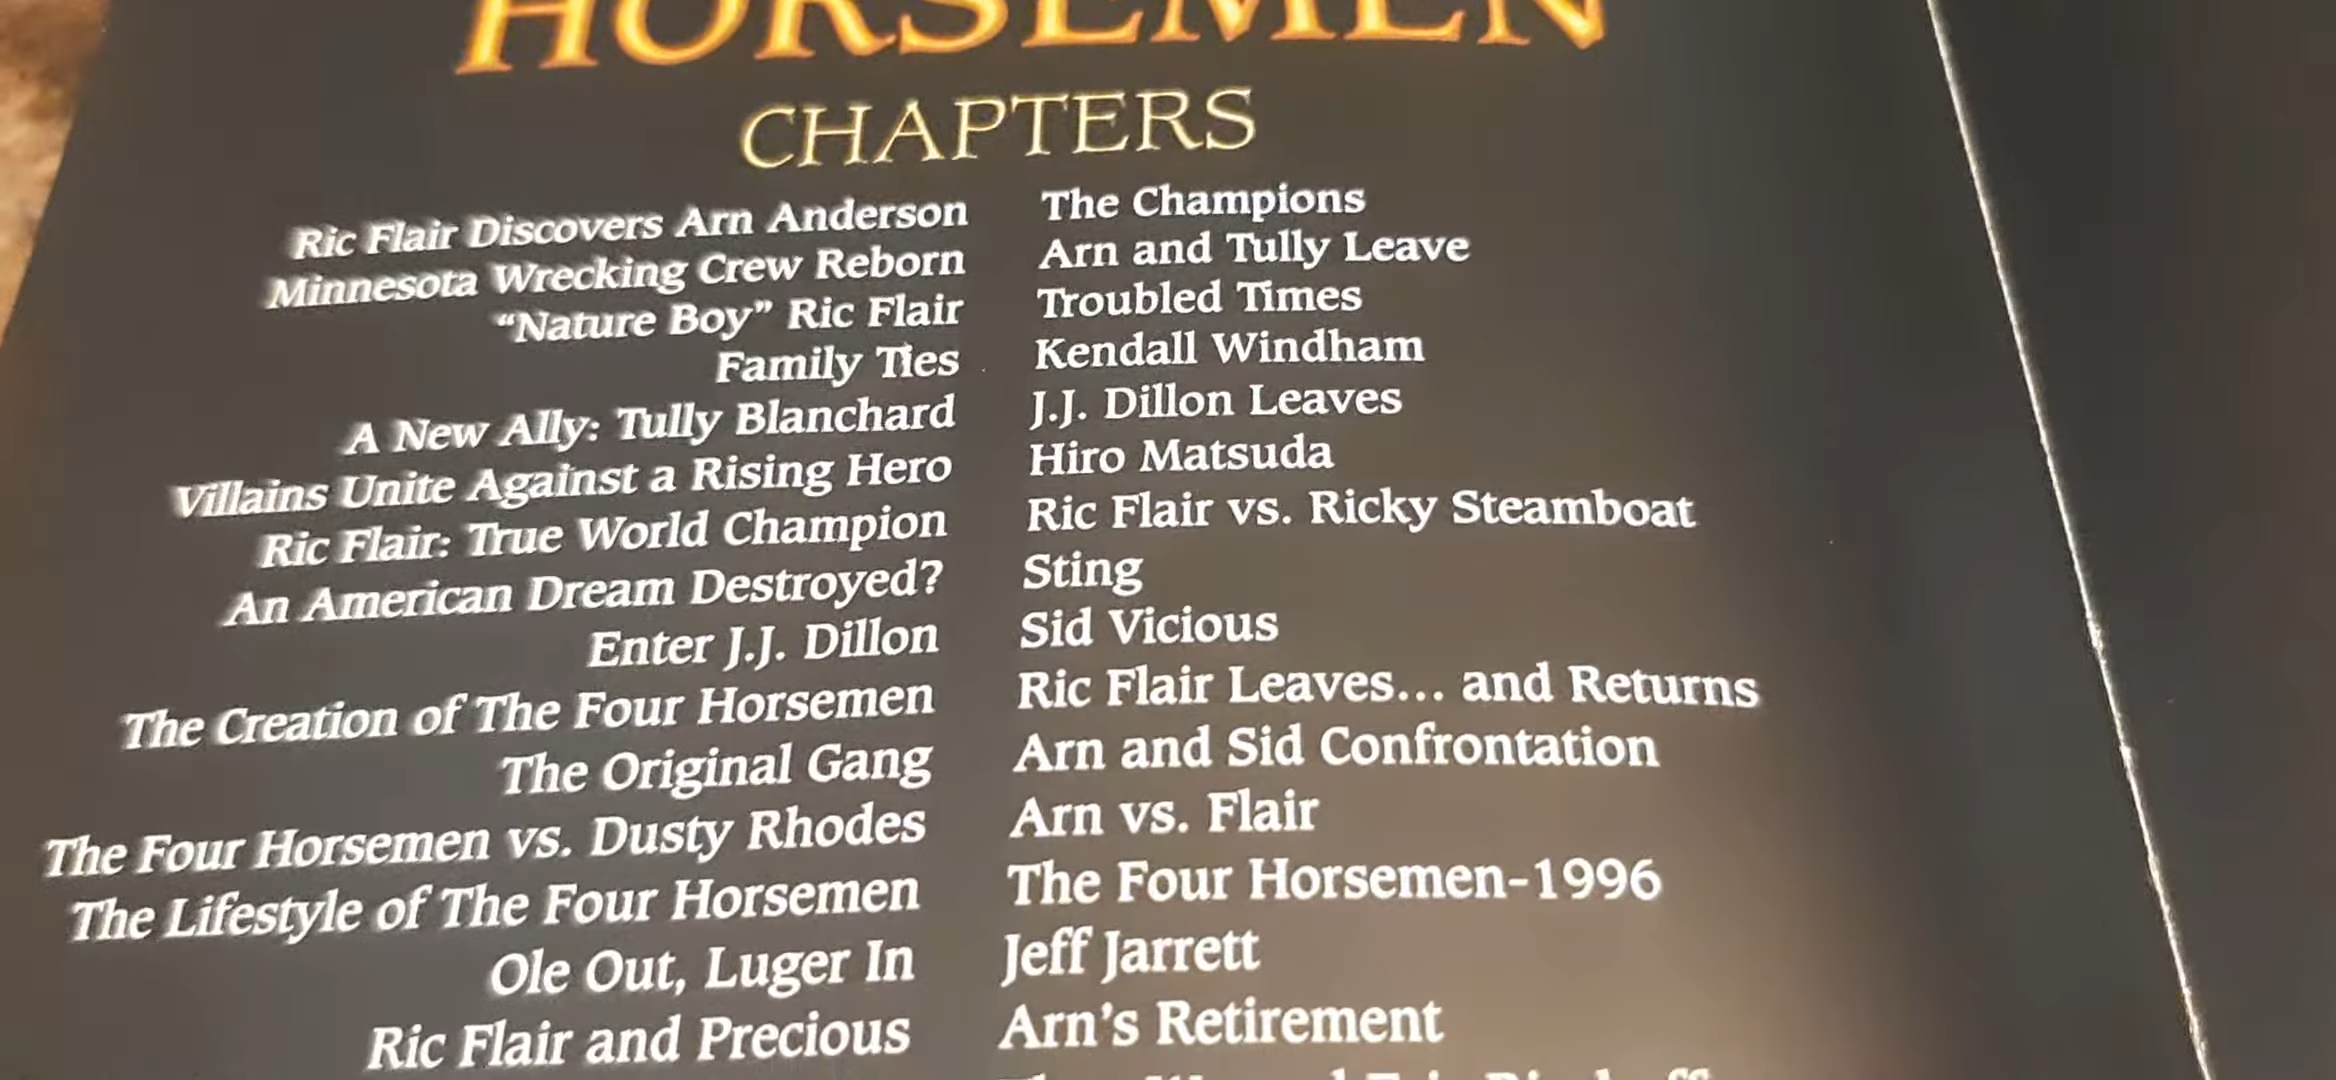 HORSEMEN
CHAPTERS
Ric Flair Discovers Arn Anderson
Minnesota Wrecking Crew Reborn
“Nature Boy” Ric Flair
Family Ties
A New Ally: Tully Blanchard
Villains Unite Against a Rising Hero
Ric Flair: True World Champion
An American Dream Destroyed?
Enter J.J. Dillon
The Creation of The Four Horsemen
The Original Gang
The Four Horsemen vs. Dusty Rhodes
The Lifestyle of The Four Horsemen
Ole Out, Luger In
Ric Flair and Precious
The Champions
Arn and Tully Leave
Troubled Times
Kendall Windham
J.J. Dillon Leaves
Hiro Matsuda
Ric Flair vs. Ricky Steamboat
Sting
Sid Vicious
Ric Flair Leaves... and Returns
Arn and Sid Confrontation
Arn vs. Flair
The Four Horsemen-1996
Jeff Jarrett
Arn’s Retirement